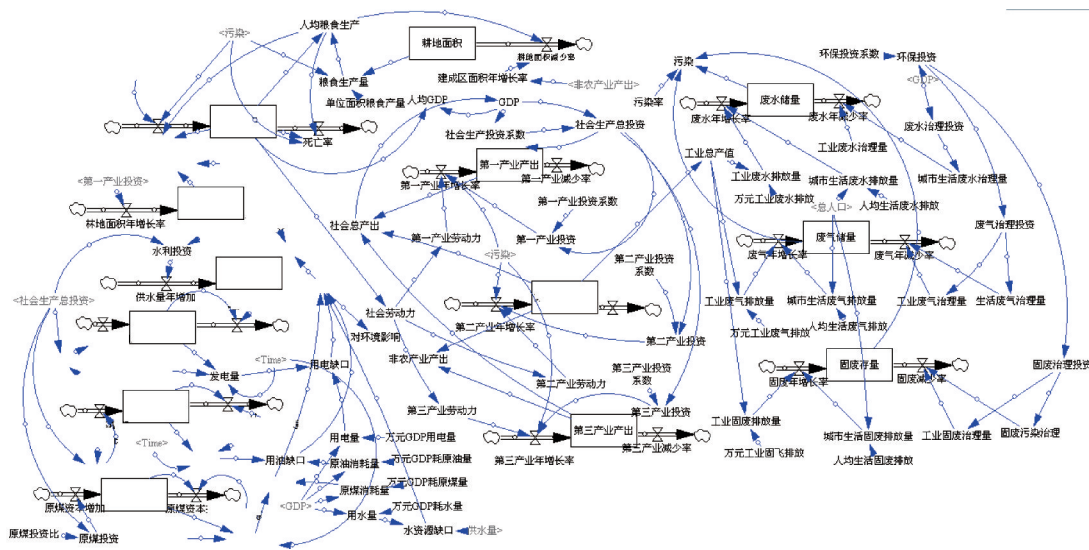 人均粮食生产
<污染>
耕地面积
耕地面积减少率
粮食生产量
建成区面积年增长率
<非农产业产出>
单位面积粮食产量
人均GDP
GDP
死亡率
社会生产投资系数
社会生产总投资
污染
环保投资系数
环保投资
<GDP>
污染率
废水储量
废水年增长率
废水年减少率
废水治理投资
工业废水治理量
工业总产值
工业废水排放量
城市生活废水排放量
城市生活废水治理量
万元工业废水排放
人均生活废水排放
<总人口>
第一产业产出
第一产业年增长率
第一产业减少率
<第一产业投资>
林地面积年增长率
第一产业投资系数
社会总产出
第一产业劳动力
第一产业投资
废气储量
废气治理投资
废气年增长率
废气年减少率
水利投资
<污染>
第二产业投资
系数
供水量年增加
<社会生产总投资>
社会劳动力
第二产业年增长率
工业废气排放量
城市生活废气排放量
工业废气治理量
生活废气治理量
万元工业废气排放
人均生活废气排放
对环境影响
第二产业投资
非农产业产出
<Time>
用电缺口
发电量
第二产业劳动力
第三产业投资
系数
固废存量
固废年增长率
固废减少率
固废治理投资
第三产业劳动力
第三产业投资
第三产业产出
第三产业年增长率
第三产业减少率
工业固废排放量
城市生活固废排放量
工业固废治理量
固废污染治理
万元工业固飞排放
人均生活固废排放
<Time>
用电量
万元GDP用电量
用油缺口
原油消耗量
万元GDP耗原油量
原煤消耗量
万元GDP耗原煤量
<GDP>
用水量
万元GDP耗水量
水资源缺口
<供水量>
原煤资本增加
原煤资本
原煤投资比
原煤投资